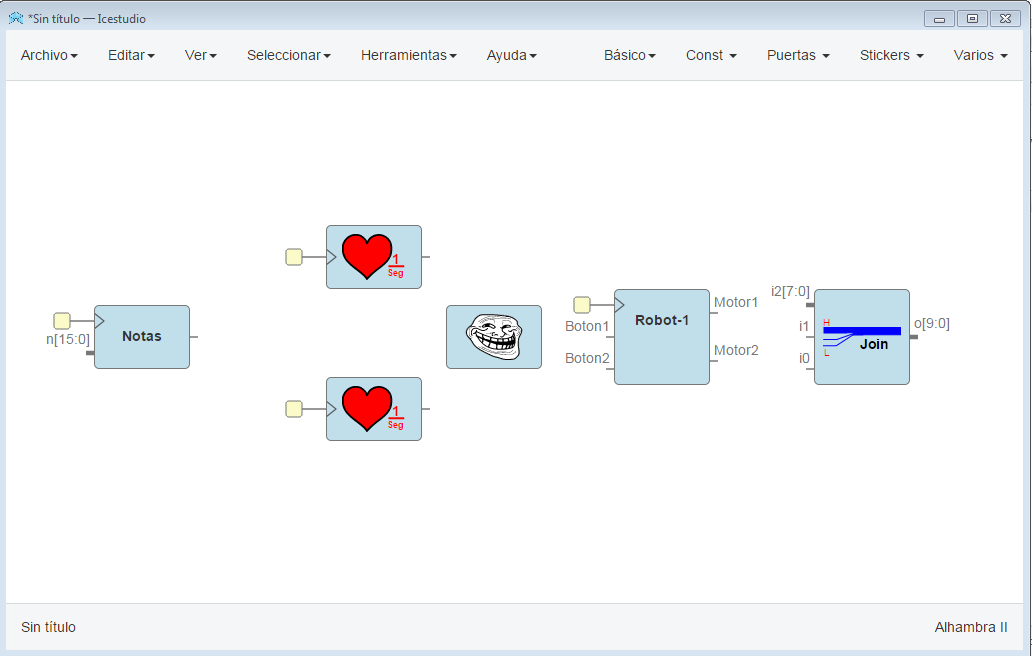 *Sin título — Icestudio
Archivo Editar Ver Seleccionar Herramientas Ayuda Básico Const Puertas Stickers Varios
n[15:0]
Notas
1
Seg
1
Seg
Boton1
Boton2
Robot-1
Motor1
Motor2
i2[7:0]
i1
i0
H
L
Join
o[9:0]
Sin título
Alhambra II